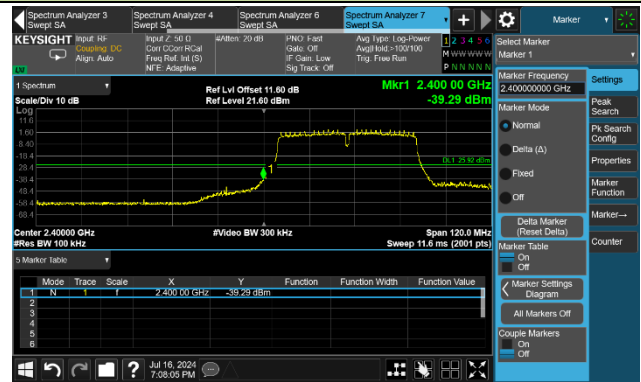 Spectrum Analyzer 3
Swept SA
Spectrum Analyzer 4
Swept SA
Spectrum Analyzer 6
Swept SA
Spectrum Analyzer 7
Swept SA
Marker
KEYSIGHT
Input: RF
Coupling: DC
Align: Auto
Input Z: 50 Ω
Corr CCorr RCal
Freq Ref: Int (S)
NFE: Adaptive
#Atten: 20 dB
PNO: Fast
Gate: Off
IF Gain: Low
Sig Track: Off
Avg Type: Log-Power
Avg|Hold:>100/100
Trig: Free Run
1 2 3 4 5 6
M W W W W W
P N N N N N
Select Marker
Marker 1
1 Spectrum
Scale/Div 10 dB
Log
Ref Lvl Offset 11.60 dB
Ref Level 21.60 dBm
Mkr1 2.400 00 GHz
-39.29 dBm
11.6
1.60
-8.40
-18.4
-28.4
-38.4
-48.4
-58.4
-68.4
1
Center 2.40000 GHz
#Res BW 100 kHz
#Video BW 300 kHz
Span 120.0 MHz
Sweep 11.6 ms (2001 pts)
5 Marker Table
Mode Trace Scale X Y Function Function Width Function Value
1 N 1 f 2.400 00 GHz -39.29 dBm
2
3
4
5
6
Marker Frequency
2.400000000 GHz
Marker Mode
Normal
Delta (Δ)
Fixed
Off
Delta Marker
(Reset Delta)
Marker Table
On
Off
Marker Settings
Diagram
All Markers Off
Couple Markers
On
Off
Settings
Peak
Search
Pk Search
Config
Properties
Marker
Function
Marker→
Counter
Jul 16, 2024
7:08:05 PM